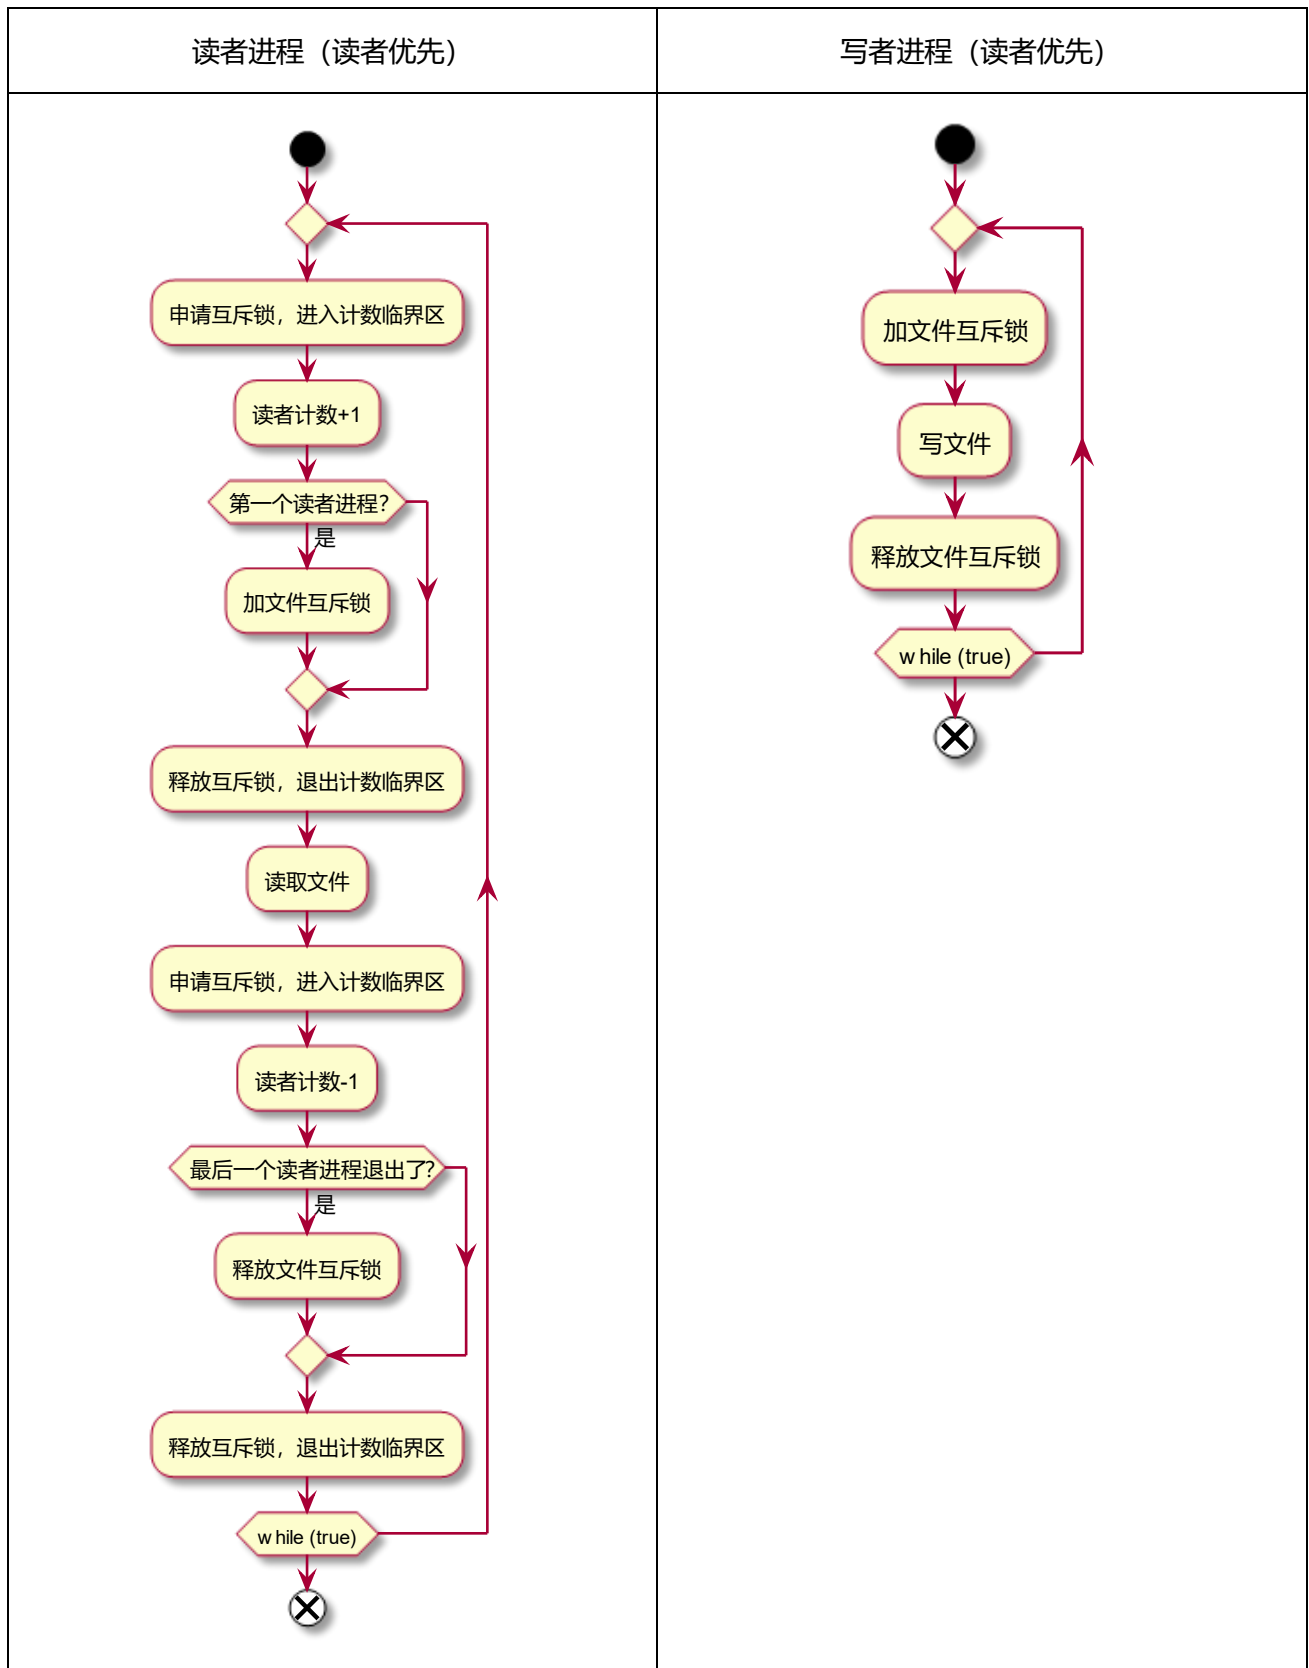 读者进程（读者优先）
申请互斥锁，进入计数临界区
读者计数+1
第一个读者进程?
是
加文件互斥锁
释放互斥锁，退出计数临界区
读取文件
申请互斥锁，进入计数临界区
读者计数-1
最后一个读者进程退出了?
是
释放文件互斥锁
释放互斥锁，退出计数临界区
while (true)
写者进程（读者优先）
加文件互斥锁
写文件
释放文件互斥锁
while (true)